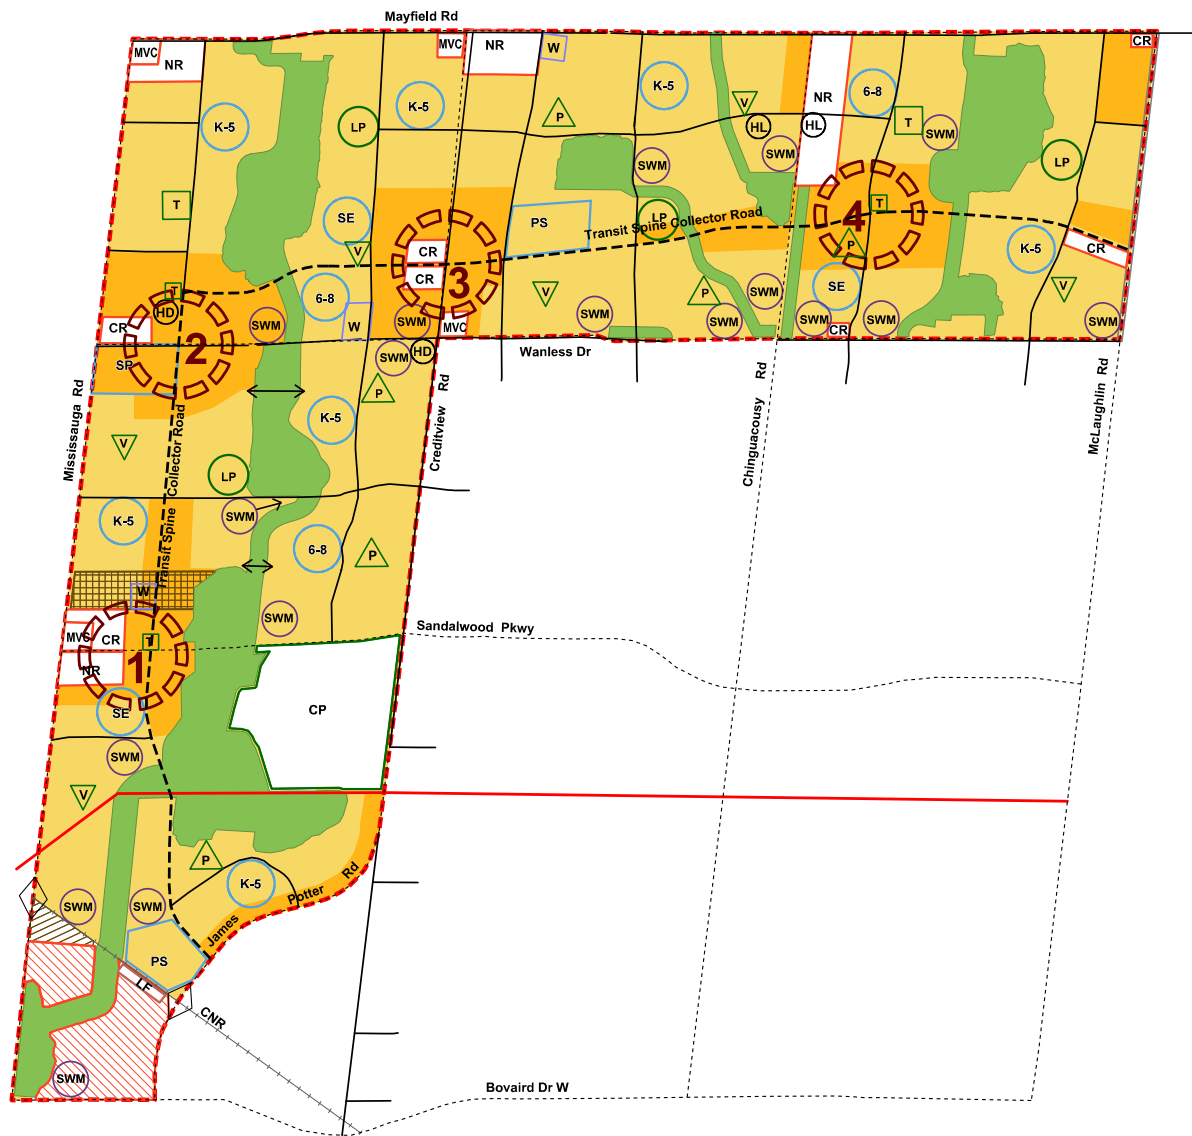 Mayfield Rd
MVC
NR
MVC
NR
W
CR
K-5
K-5
K-5
6-8
NR
LP
P
V
HL
HL
T
SWM
SWM
SWM
LP
T
SE
V
PS
LP
Transit Spine Collector Road
4
T
P
K-5
CR
CR
CR
3
T
HD
6-8
W
SWM
SWM
MVC
V
SWM
P
SWM
SWM
SE
SWM
CR
SWM
V
SWM
CR
2
SP
SWM
HD
Wanless Dr
P
K-5
V
LP
Mississauga Rd
Transit Spine Collector Road
Creditview Rd
Chinguacousy Rd
McLaughlin Rd
K-5
SWM
6-8
P
W
SWM
MVC
CR
T
1
NR
SE
Sandalwood Pkwy
CP
SWM
V
P
K-5
James Potter Rd
SWM
SWM
PS
LF
CNR
SWM
Bovaird Dr W